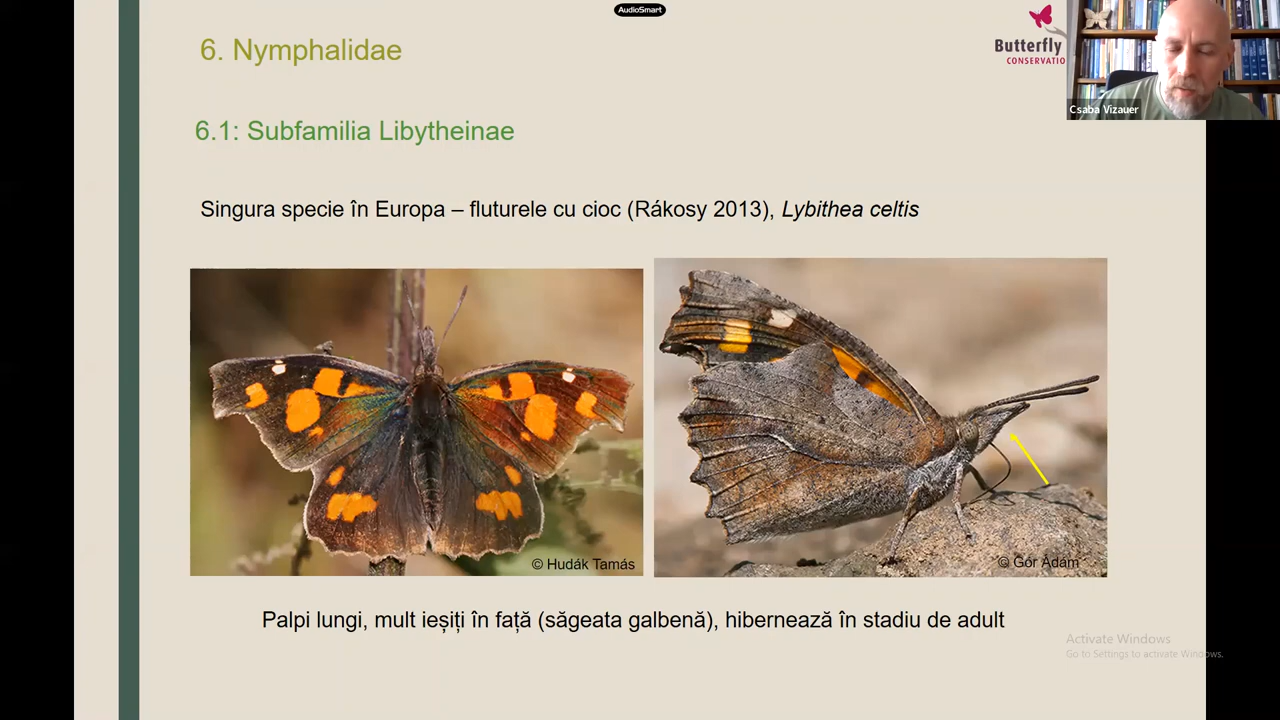 AudioSmart
6. Nymphalidae
Butterfly
CONSERVATIO
Csaba Vizauer
6.1: Subfamilia Libytheinae
Singura specie în Europa – fluturele cu cioc (Rákosy 2013), Lybithea celtis
© Hudák Tamás
© Gór Ádám
Palpi lungi, mult ieșiți în față (săgeata galbenă), hibernează în stadiu de adult
Activate Windows
Go to Settings to activate Windows.